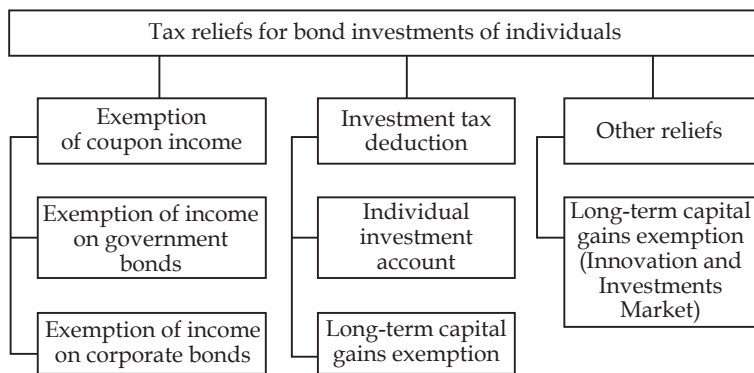 Tax reliefs for bond investments of individuals
Exemption
of coupon income
Exemption of income
on government
bonds
Exemption of income
on corporate bonds
Investment tax
deduction
Individual
investment
account
Long-term capital
gains exemption
Other reliefs
Long-term capital
gains exemption
(Innovation and
Investments
Market)